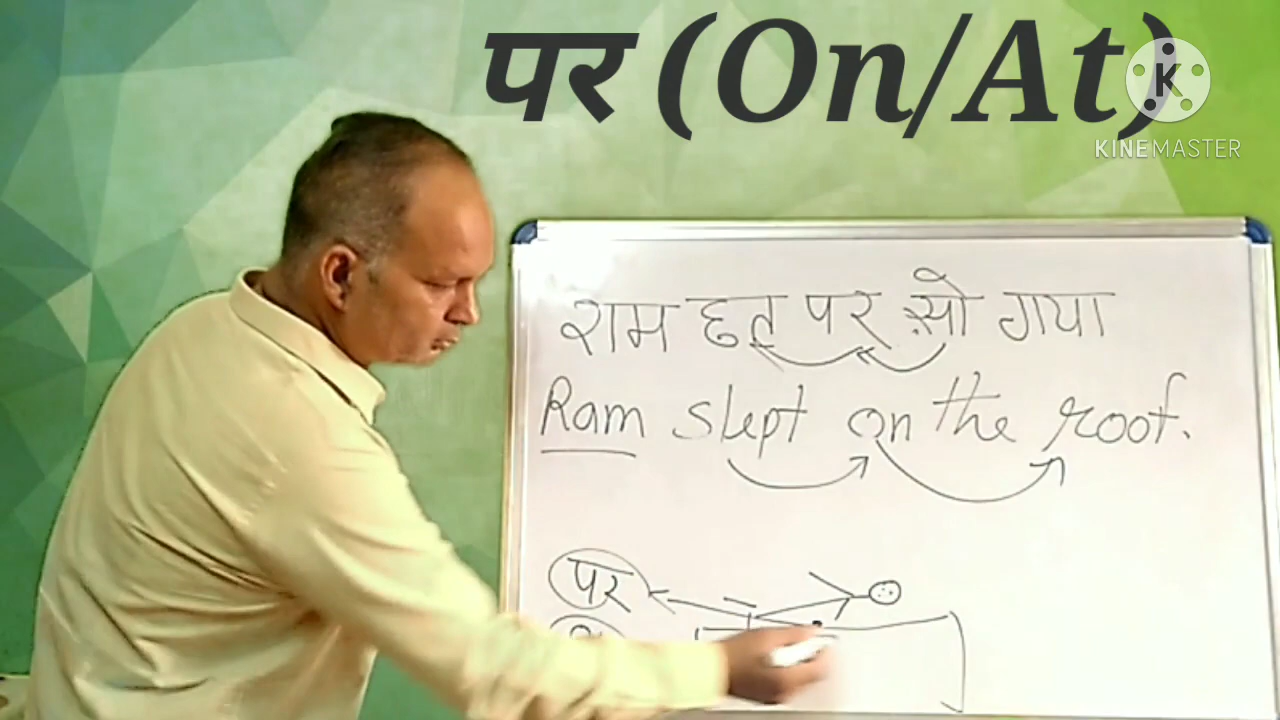 पर (On/At)
KINEMASTER
राम छत पर सो गया
Ram slept on the roof.
पर